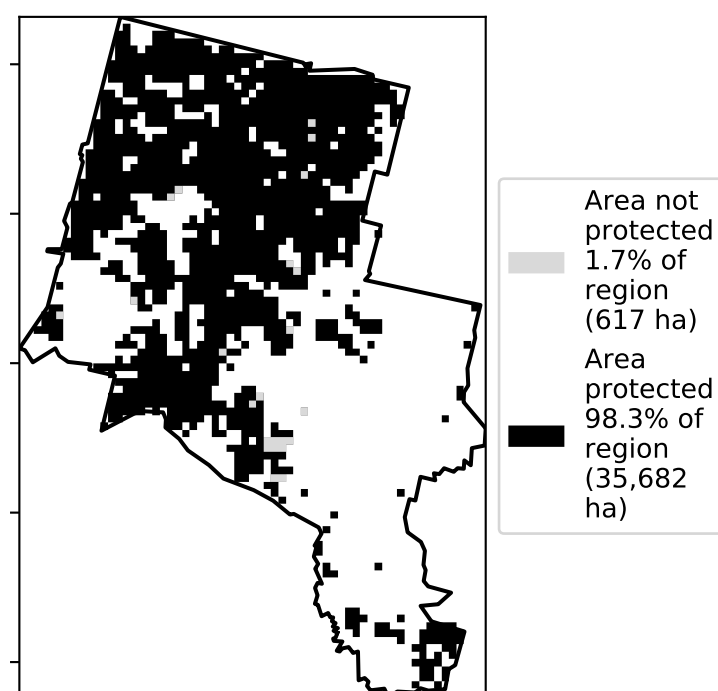 Area not
protected
1.7% of
region
(617 ha)
Area
protected
98.3% of
region
(35,682
ha)